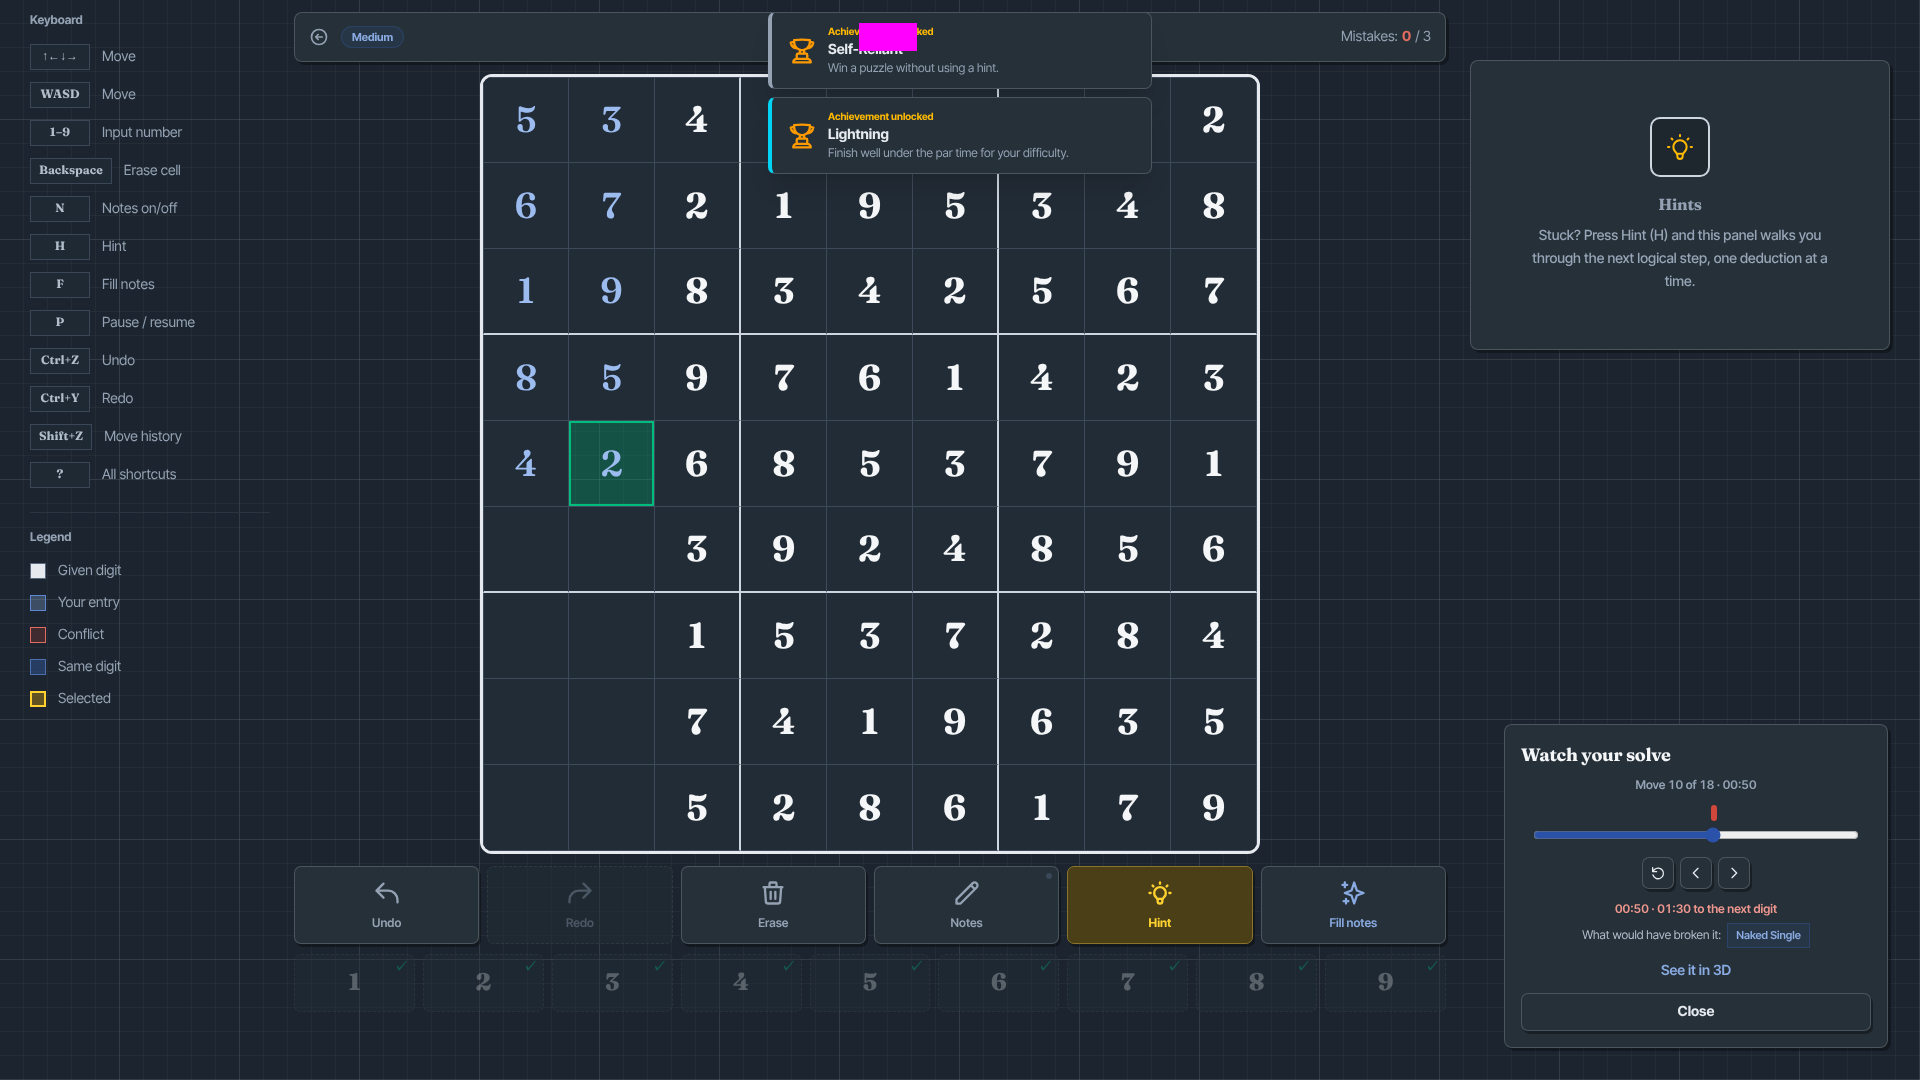 Keyboard
↑←↓→ Move
WASD Move
1–9 Input number
Backspace Erase cell
N Notes on/off
H Hint
F Fill notes
P Pause / resume
Ctrl+Z Undo
Ctrl+Y Redo
Shift+Z Move history
? All shortcuts
Legend
Given digit
Your entry
Conflict
Same digit
Selected
Medium
Mistakes: 0 / 3
Win a puzzle without using a hint.
Achievement unlocked
Lightning
Finish well under the par time for your difficulty.
5 3 4 2
6 7 2 1 9 5 3 4 8
1 9 8 3 4 2 5 6 7
8 5 9 7 6 1 4 2 3
4 2 6 8 5 3 7 9 1
3 9 2 4 8 5 6
1 5 3 7 2 8 4
7 4 1 9 6 3 5
5 2 8 6 1 7 9
Undo
Redo
Erase
Notes
Hint
Fill notes
1 2 3 4 5 6 7 8 9
Hints
Stuck? Press Hint (H) and this panel walks you
through the next logical step, one deduction at a
time.
Watch your solve
Move 10 of 18 · 00:50
00:50 · 01:30 to the next digit
What would have broken it: Naked Single
See it in 3D
Close